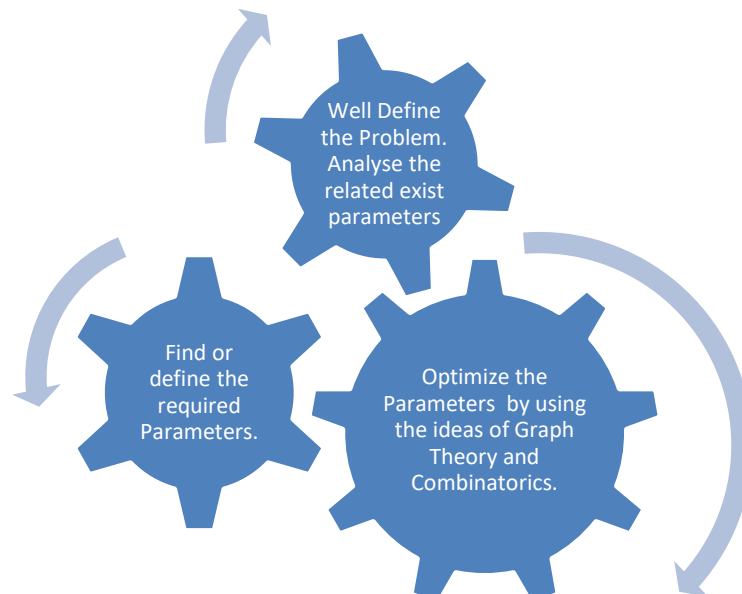 Well Define
the Problem.
Analyse the
related exist
parameters
Find or
define the
required
Parameters.
Optimize the
Parameters  by using
the ideas of Graph
Theory and
Combinatorics.